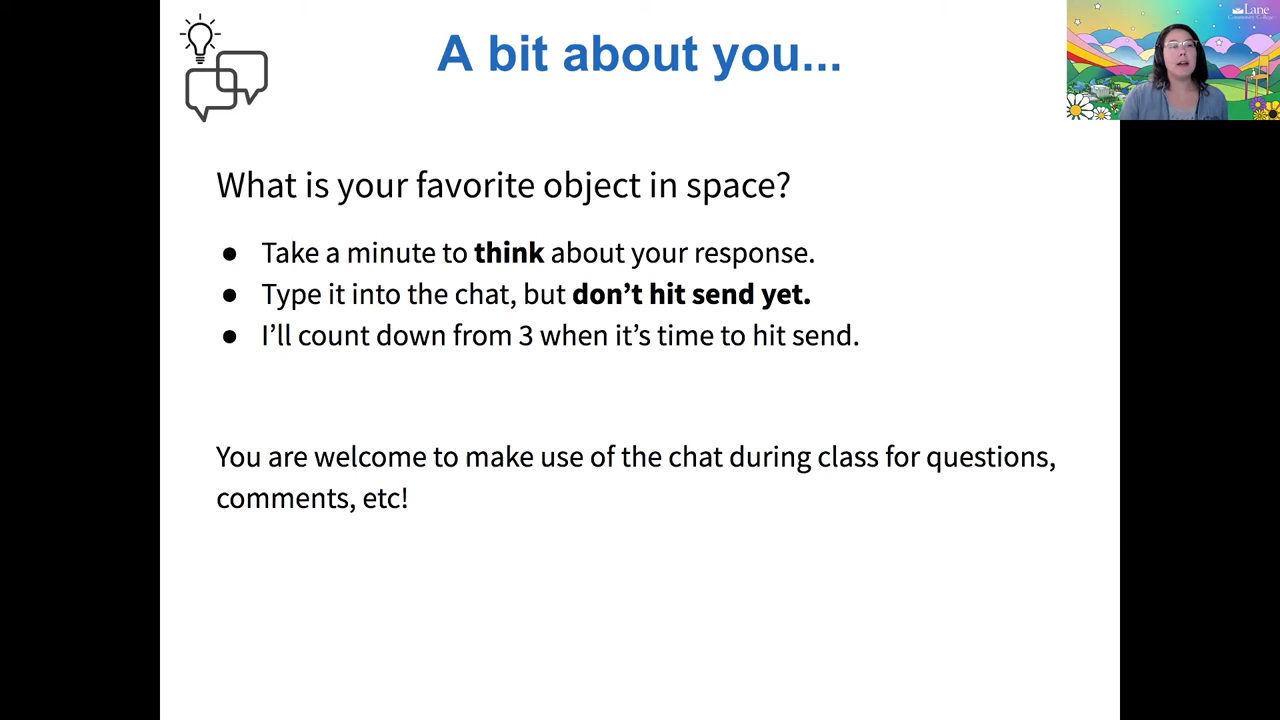 A bit about you...
Lane
Community College
What is your favorite object in space?
● Take a minute to think about your response.
● Type it into the chat, but don’t hit send yet.
● I’ll count down from 3 when it’s time to hit send.
You are welcome to make use of the chat during class for questions,
comments, etc!